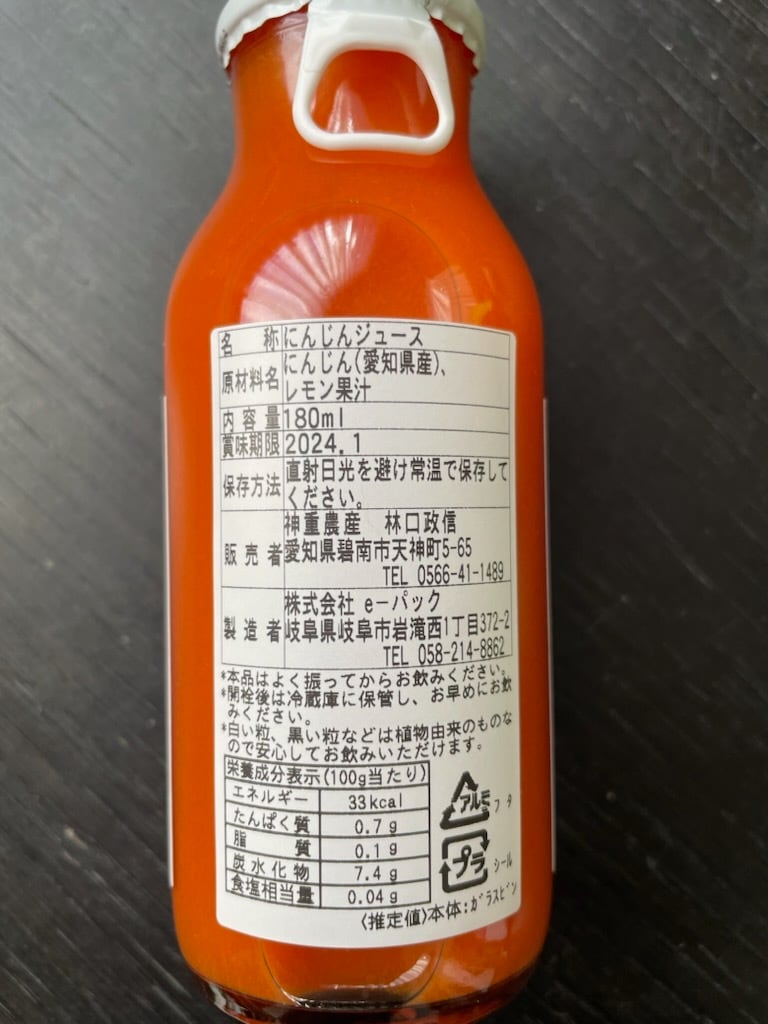 名称 にんじんジュース
原材料名 にんじん(愛知県産)、
レモン果汁
内容量 180ml
賞味期限 2024.1
保存方法 直射日光を避け常温で保存して
ください。
販売者 神重農産 林口政信
愛知県碧南市天神町5-65
TEL 0566-41-1489
製造者 株式会社 e-パック
岐阜県岐阜市岩滝西1丁目372-2
TEL 058-214-8862
*本品はよく振ってからお飲みください。
*開栓後は冷蔵庫に保管し、お早めにお飲
みください。
*白い粒、黒い粒などは植物由来のものな
ので安心してお飲みいただけます。
栄養成分表示(100g当たり)
エネルギー 33kcal
たんぱく質 0.7g
脂質 0.1g
炭水化物 7.4g
食塩相当量 0.04g
アルミ フタ
プラ シール
〈推定値〉本体:ガラスビン